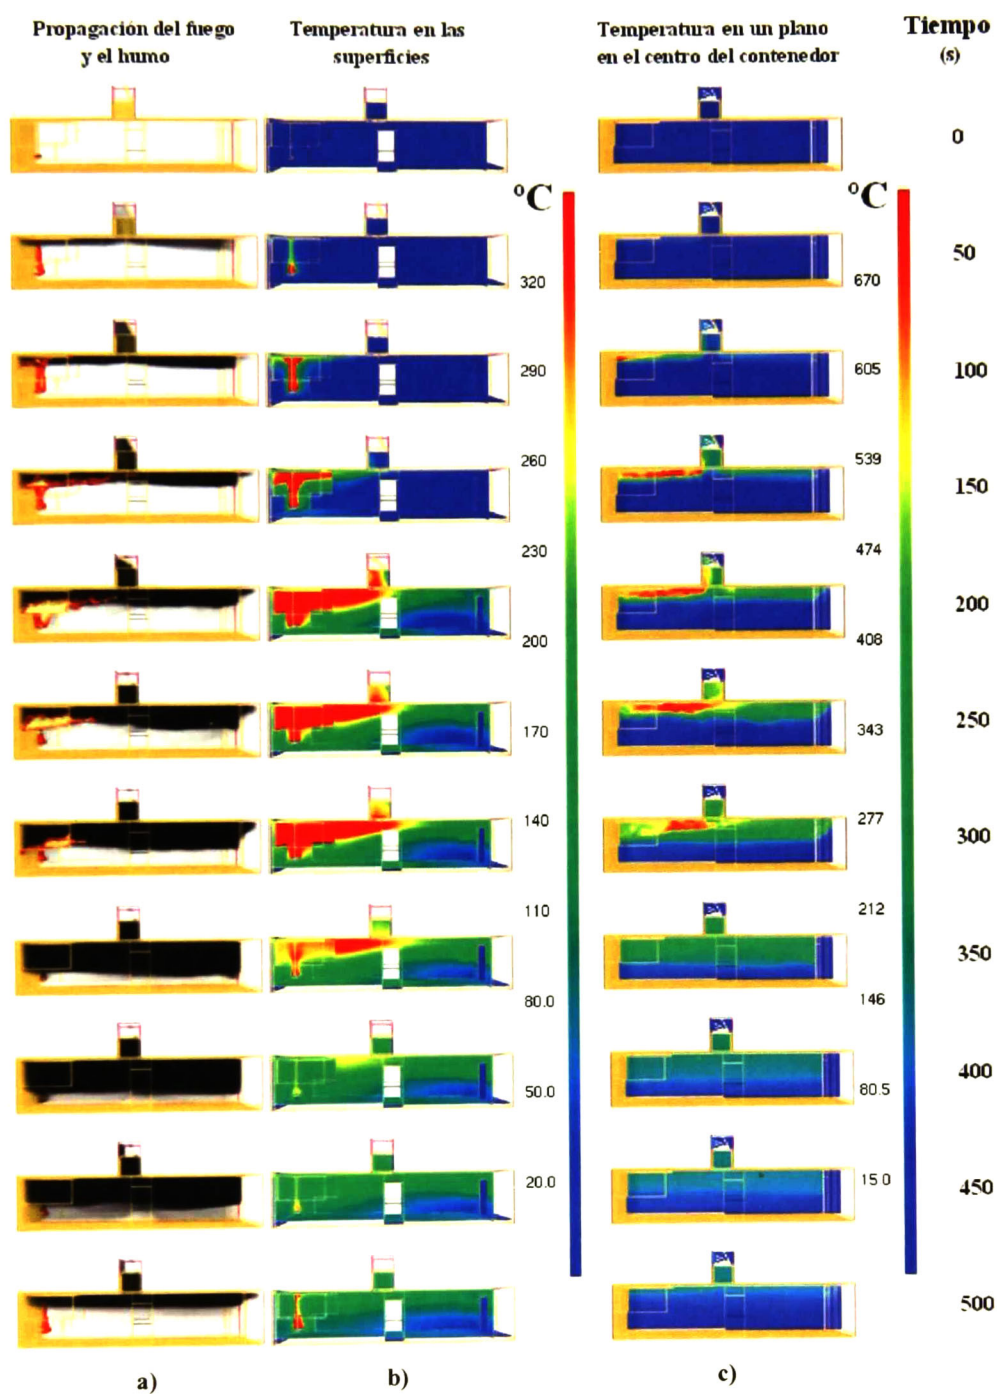 Propagación del fuego
y el humo
Temperatura en las
superficies
Temperatura en un plano
en el centro del contenedor
Tiempo
(s)
0
ºC
ºC
50
320
670
290
605
100
260
539
150
230
474
200
200
408
250
170
343
140
277
300
110
212
350
80.0
146
400
50.0
80.5
450
20.0
15.0
500
a)
b)
c)